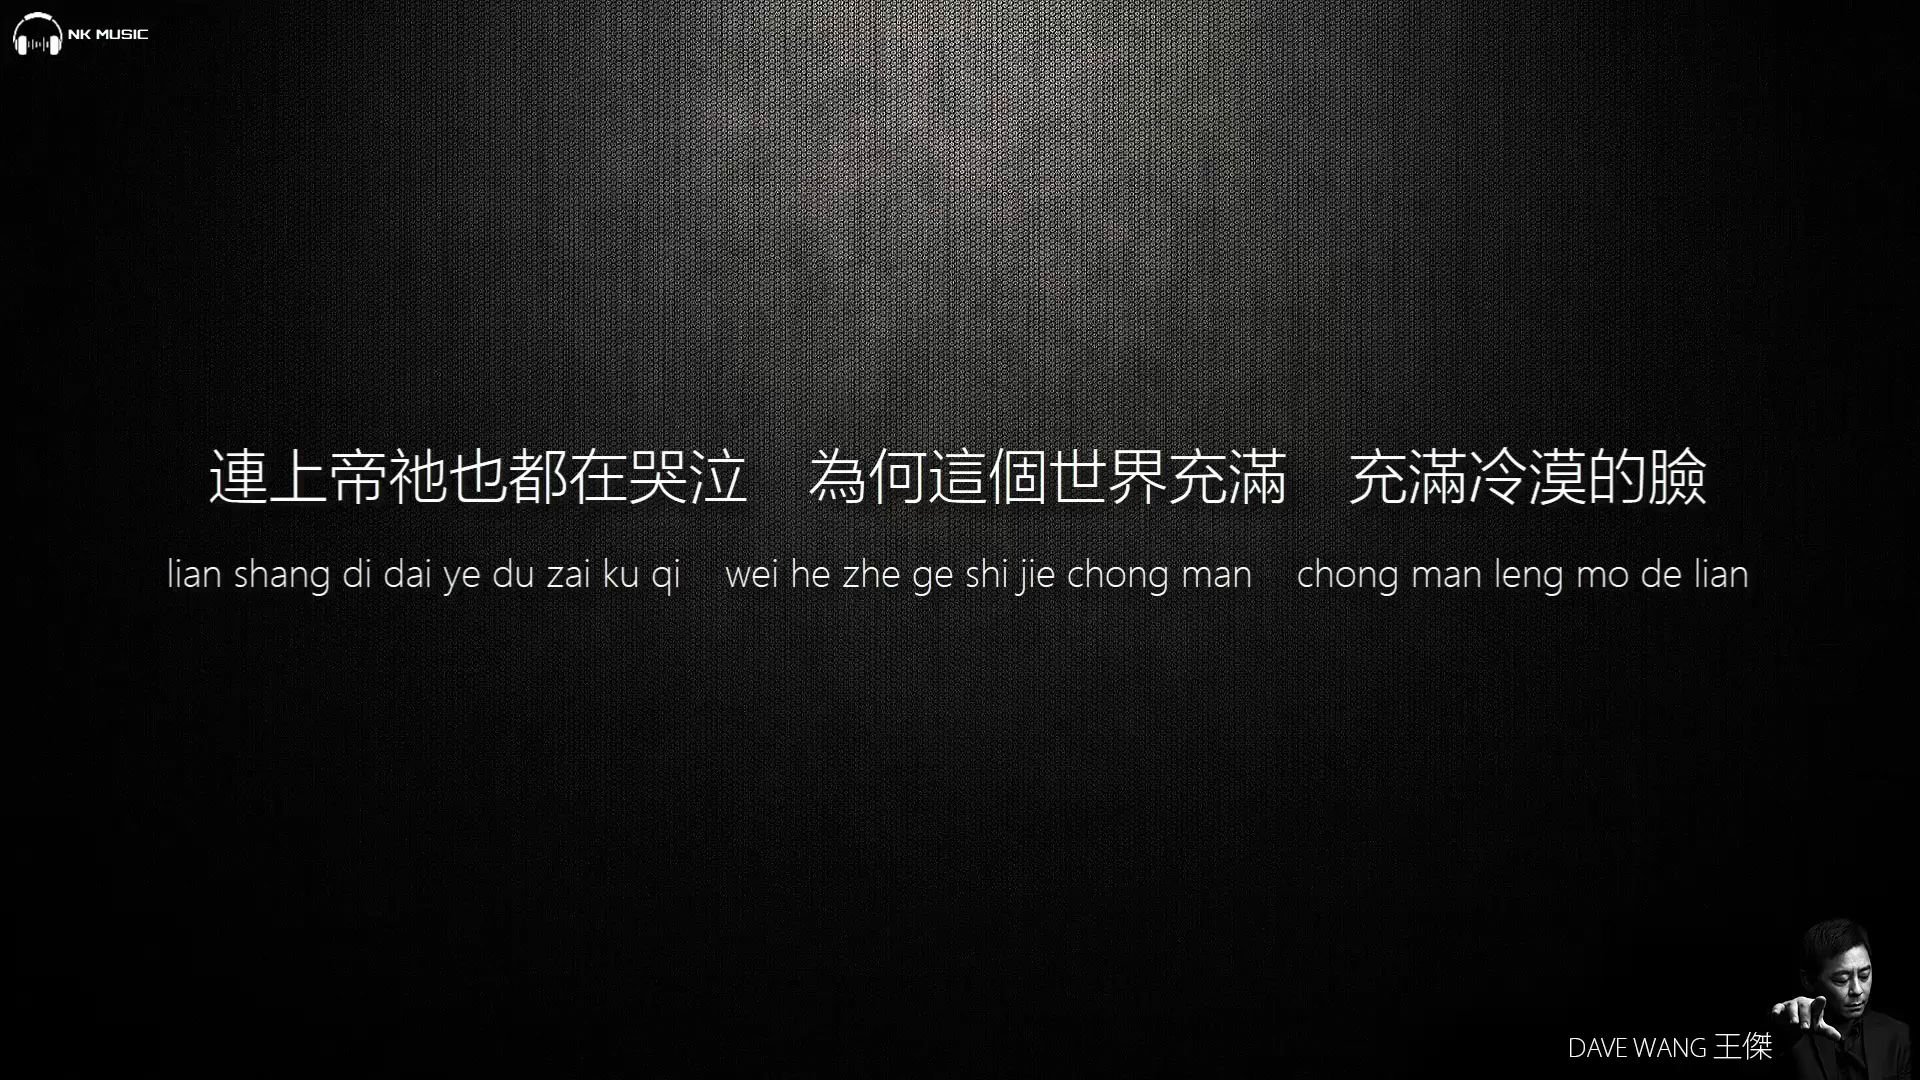 NK MUSIC
連上帝祂也都在哭泣　為何這個世界充滿　充滿冷漠的臉
lian shang di dai ye du zai ku qi　wei he zhe ge shi jie chong man　chong man leng mo de lian
DAVE WANG 王傑